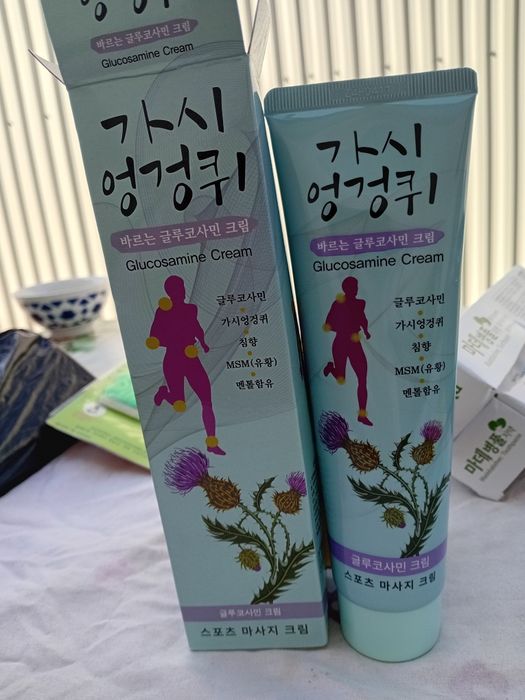 바르는 글루코사민 크림
Glucosamine Cream
가시
엉겅퀴
바르는 글루코사민 크림
Glucosamine Cream
글루코사민
가시엉겅퀴
침향
MSM(유황)
멘톨함유
글루코사민 크림
스포츠 마사지 크림
가시
엉겅퀴
바르는 글루코사민 크림
Glucosamine Cream
글루코사민
가시엉겅퀴
침향
MSM(유황)
멘톨함유
글루코사민 크림
스포츠 마사지 크림
마데병풀